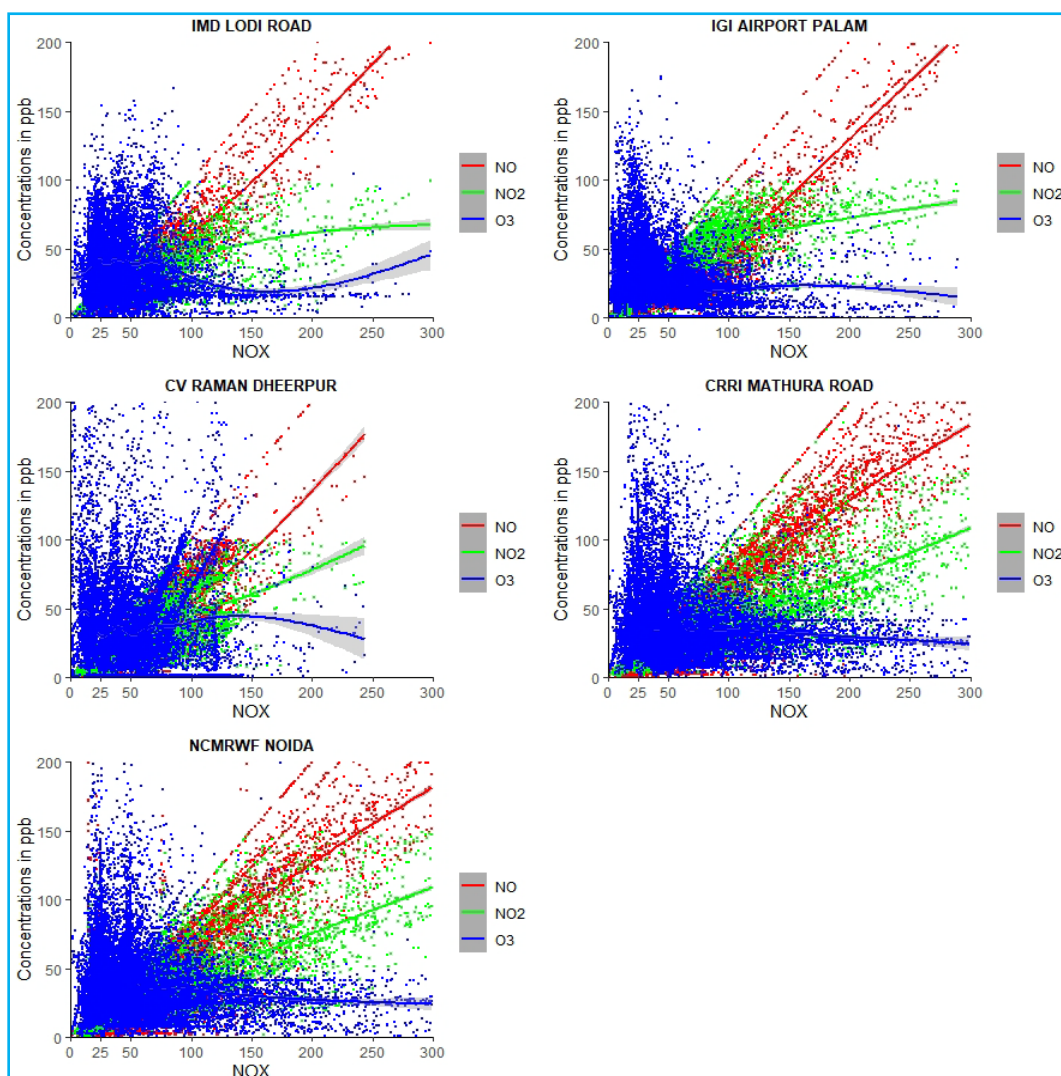 IMD LODI ROAD
Concentrations in ppb
200
150
100
50
0
0 25 50 100 150 200 250 300
NOX
NO
NO2
O3
IGI AIRPORT PALAM
Concentrations in ppb
200
150
100
50
0
0 25 50 100 150 200 250 300
NOX
NO
NO2
O3
CV RAMAN DHEERPUR
Concentrations in ppb
200
150
100
50
0
0 25 50 100 150 200 250 300
NOX
NO
NO2
O3
CRRI MATHURA ROAD
Concentrations in ppb
200
150
100
50
0
0 25 50 100 150 200 250 300
NOX
NO
NO2
O3
NCMRWF NOIDA
Concentrations in ppb
200
150
100
50
0
0 25 50 100 150 200 250 300
NOX
NO
NO2
O3